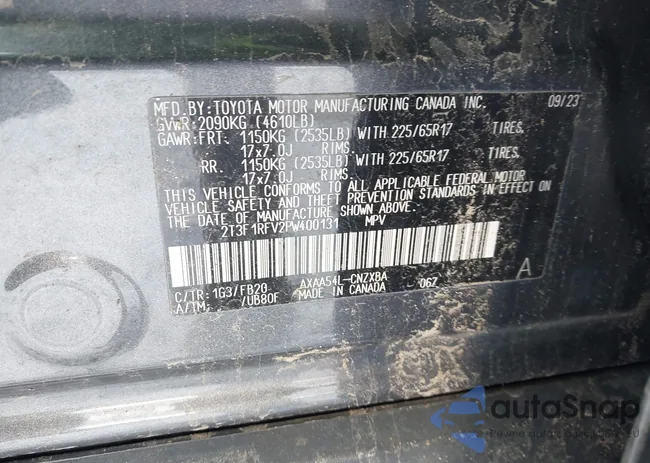 MFD.BY:TOYOTA MOTOR MANUFACTURING CANADA INC. 09/23
GVWR:2090KG (4610LB)
GAWR:FRT. 1150KG (2535LB) WITH 225/65R17 TIRES.
17x7.0J RIMS.
RR. 1150KG (2535LB) WITH 225/65R17 TIRES.
17x7.0J RIMS.
THIS VEHICLE CONFORMS TO ALL APPLICABLE FEDERAL MOTOR
VEHICLE SAFETY AND THEFT PREVENTION STANDARDS IN EFFECT ON
THE DATE OF MANUFACTURE SHOWN ABOVE.
2T3F1RFV2PW400131 MPV
C/TR: 1G3/FB20 AXAA54L-CNZXBA 067 A
A/TM: /UB80F MADE IN CANADA
autoSnap